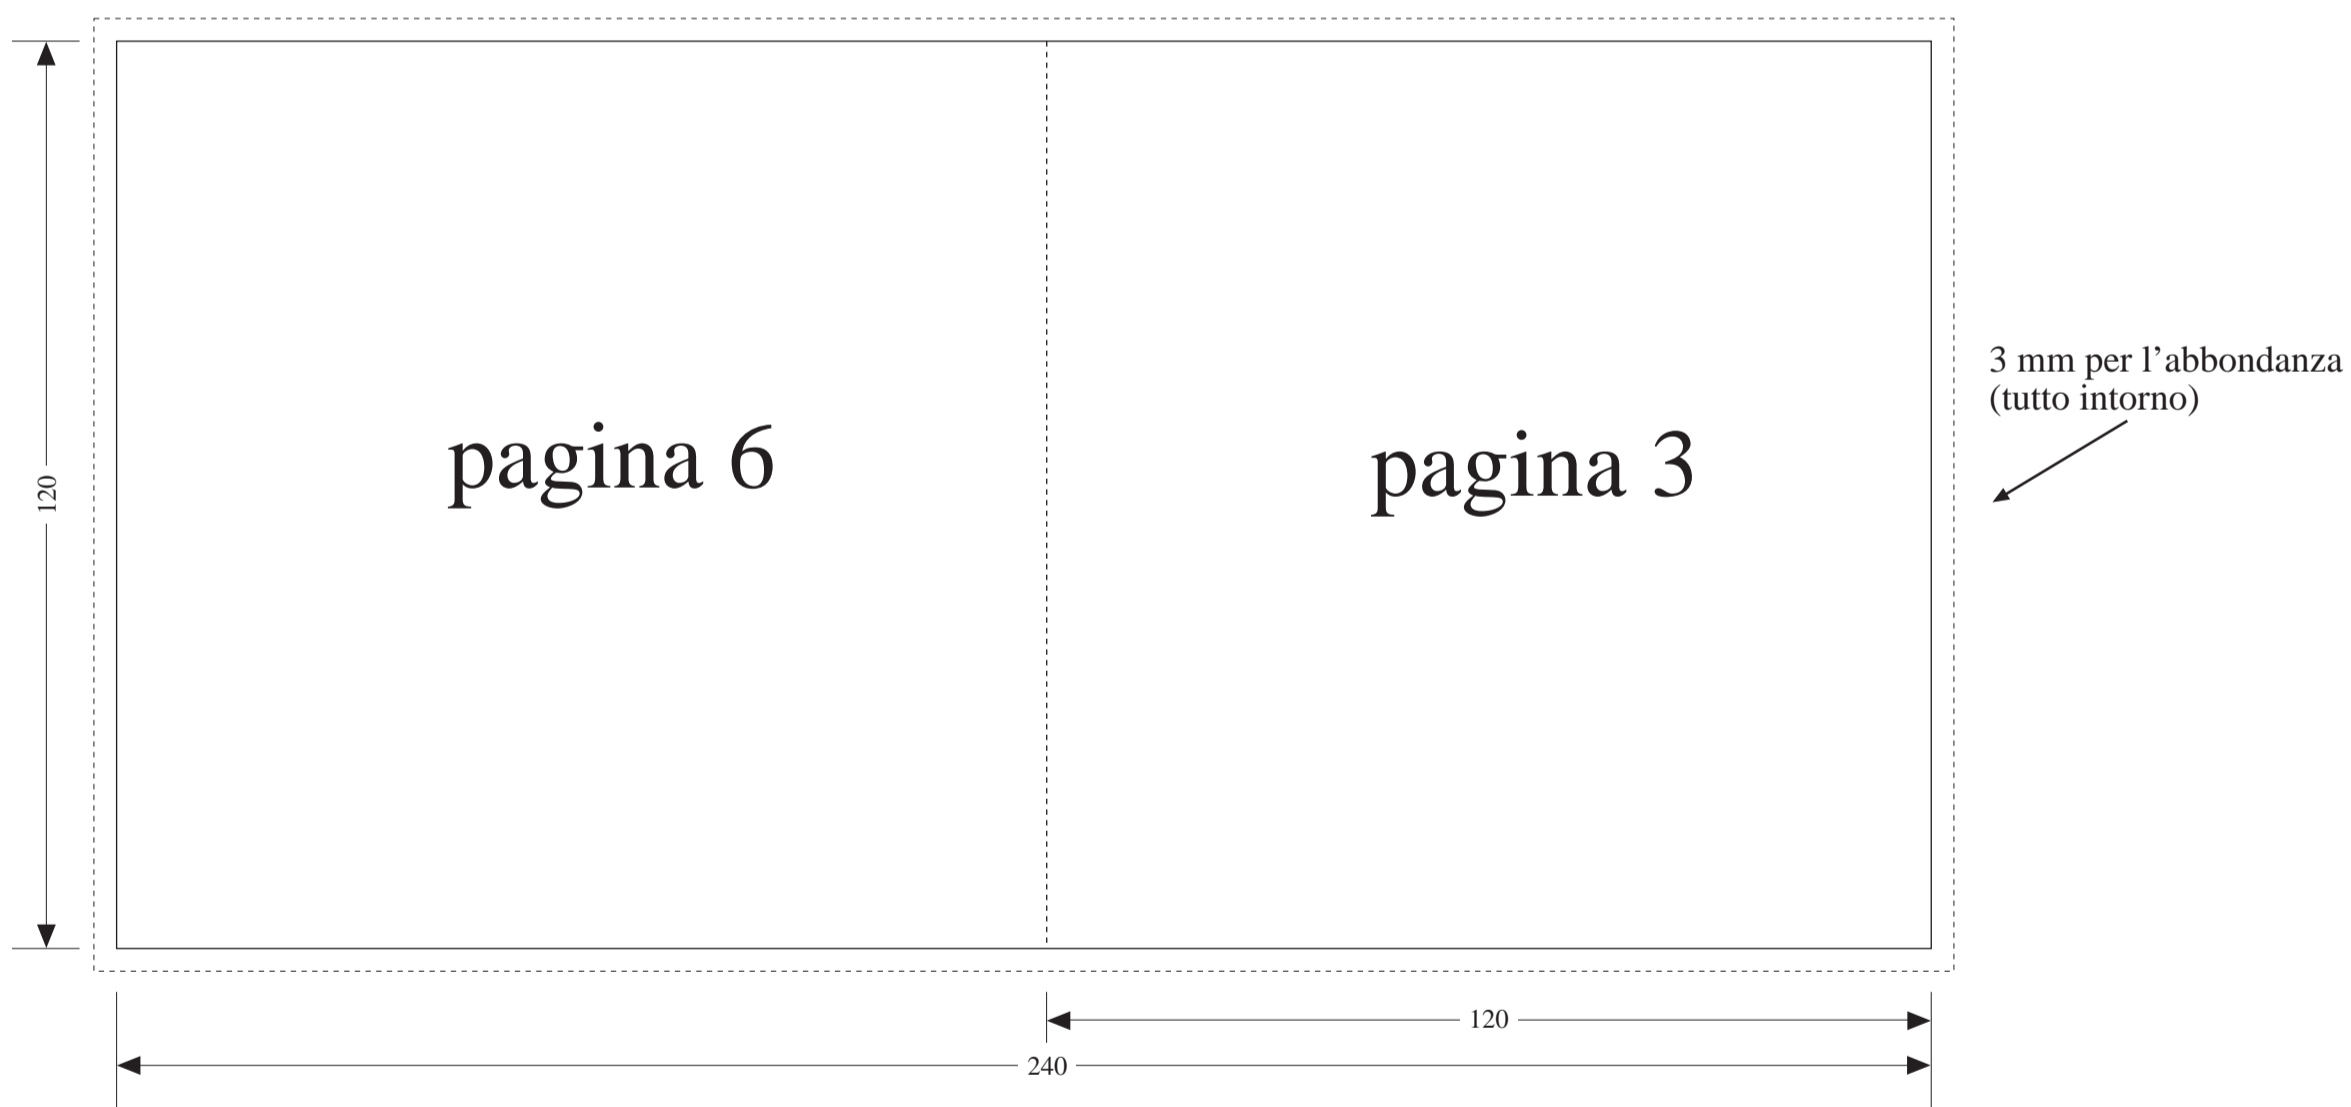 120
pagina 6
pagina 3
3 mm per l’abbondanza
(tutto intorno)
120
240